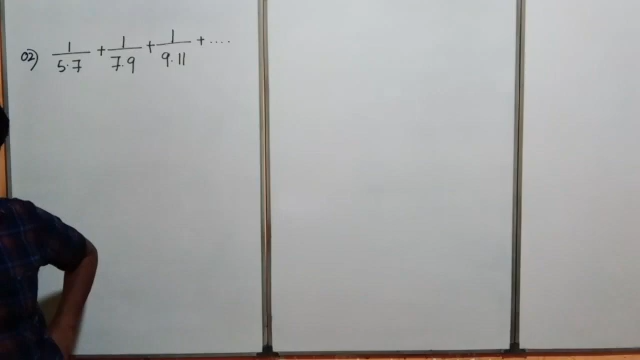 02) 1/5·7 + 1/7·9 + 1/9·11 + ....